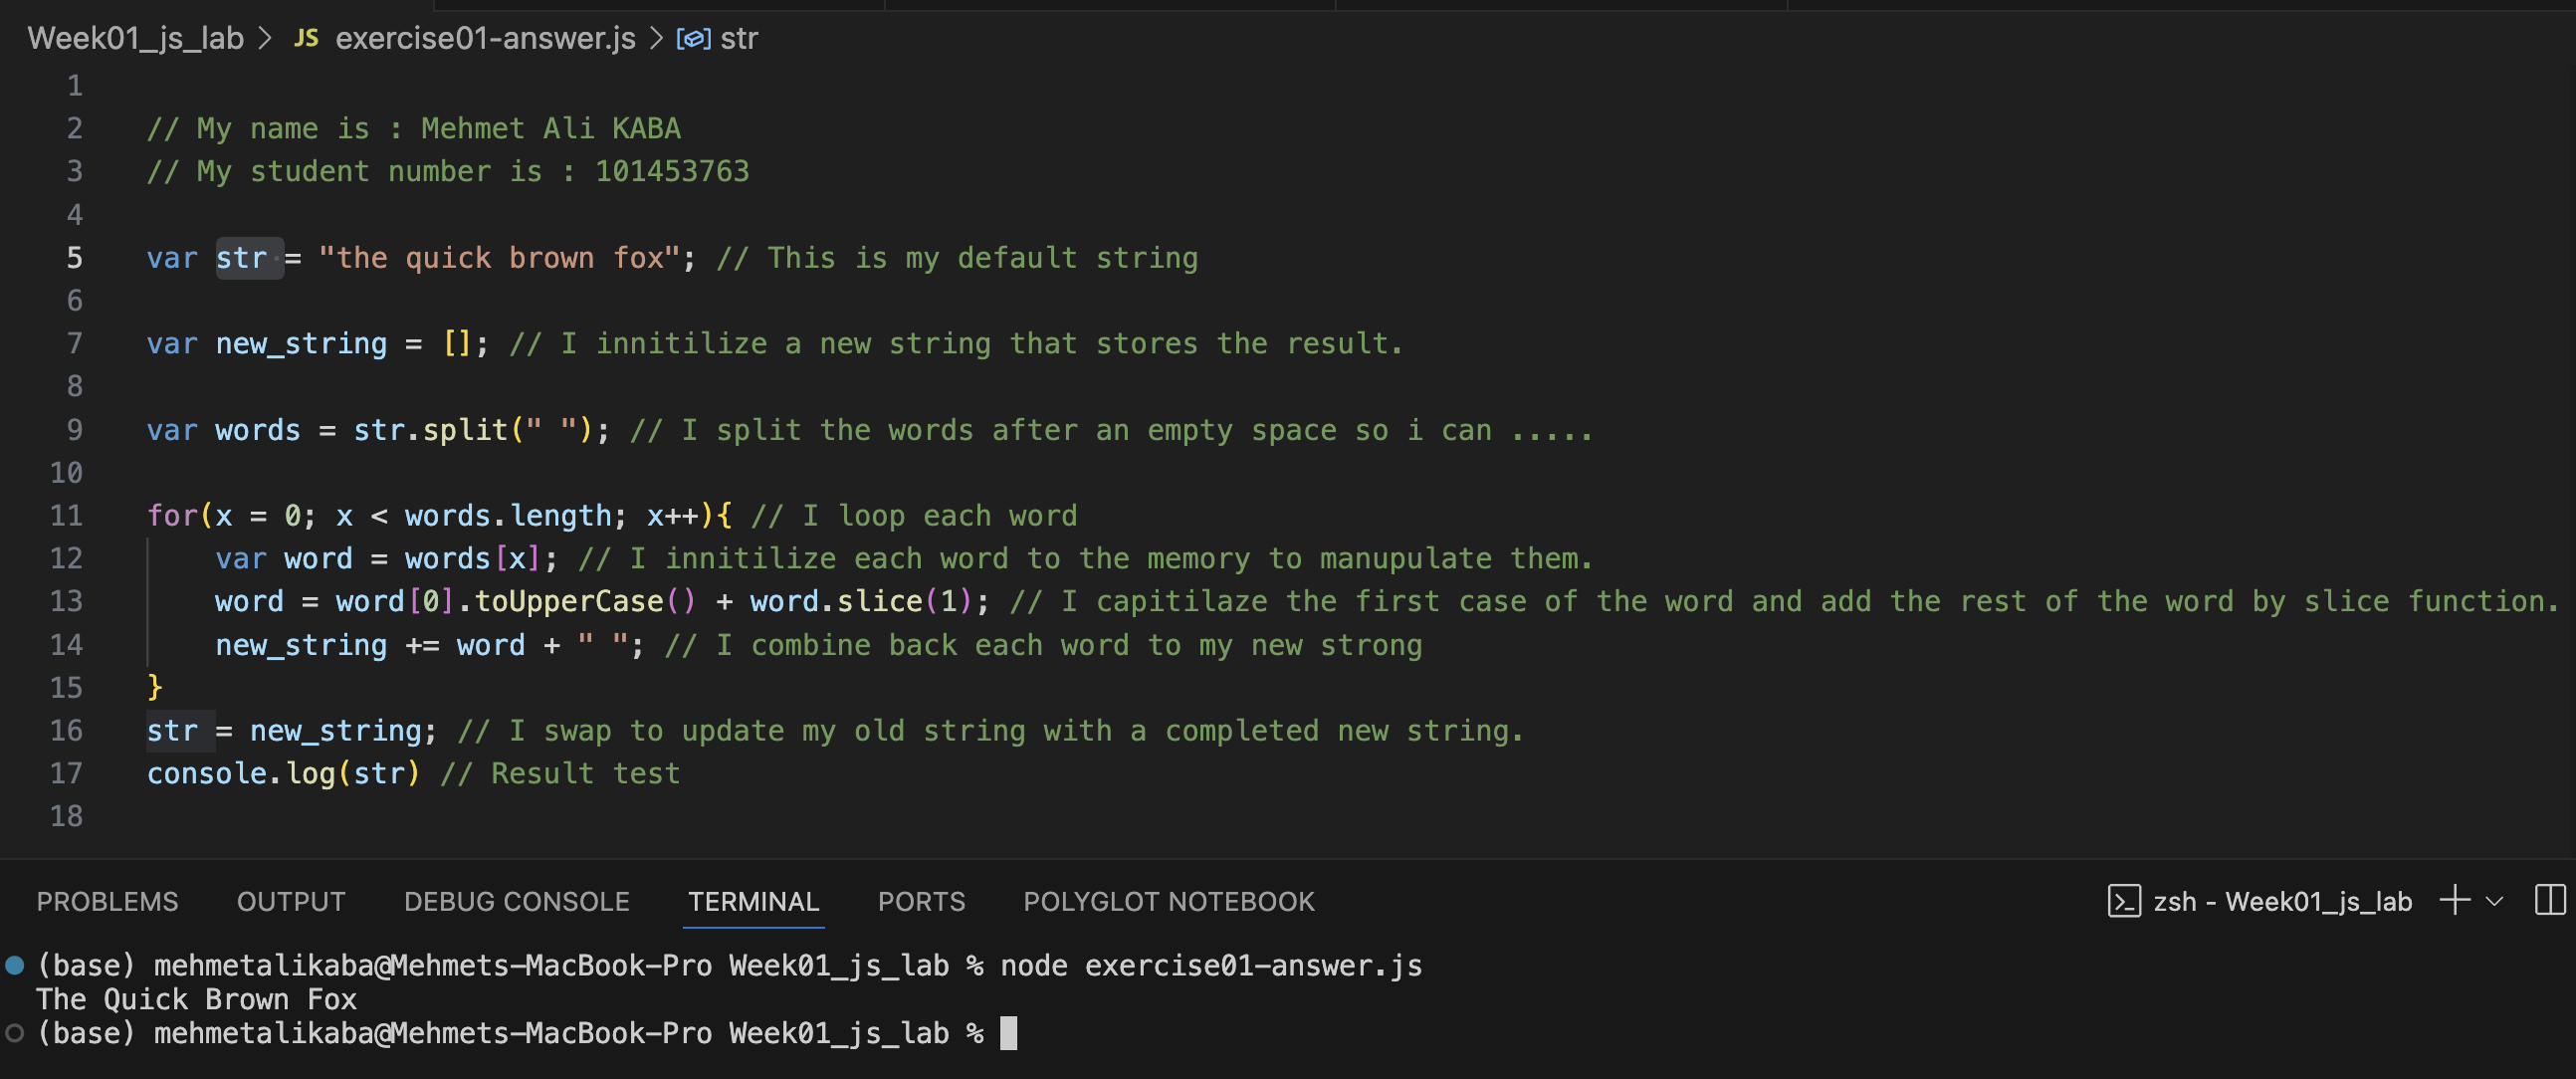 Week01_js_lab > JS exercise01-answer.js > str
1
2 // My name is : Mehmet Ali KABA
3 // My student number is : 101453763
4
5 var str = "the quick brown fox"; // This is my default string
6
7 var new_string = []; // I innitilize a new string that stores the result.
8
9 var words = str.split(" "); // I split the words after an empty space so i can .....
10
11 for(x = 0; x < words.length; x++){ // I loop each word
12     var word = words[x]; // I innitilize each word to the memory to manupulate them.
13     word = word[0].toUpperCase() + word.slice(1); // I capitilaze the first case of the word and add the rest of the word by slice function.
14     new_string += word + " "; // I combine back each word to my new strong
15 }
16 str = new_string; // I swap to update my old string with a completed new string.
17 console.log(str) // Result test
18
PROBLEMS OUTPUT DEBUG CONSOLE TERMINAL PORTS POLYGLOT NOTEBOOK zsh - Week01_js_lab
(base) mehmetalikaba@Mehmets-MacBook-Pro Week01_js_lab % node exercise01-answer.js
The Quick Brown Fox
(base) mehmetalikaba@Mehmets-MacBook-Pro Week01_js_lab %